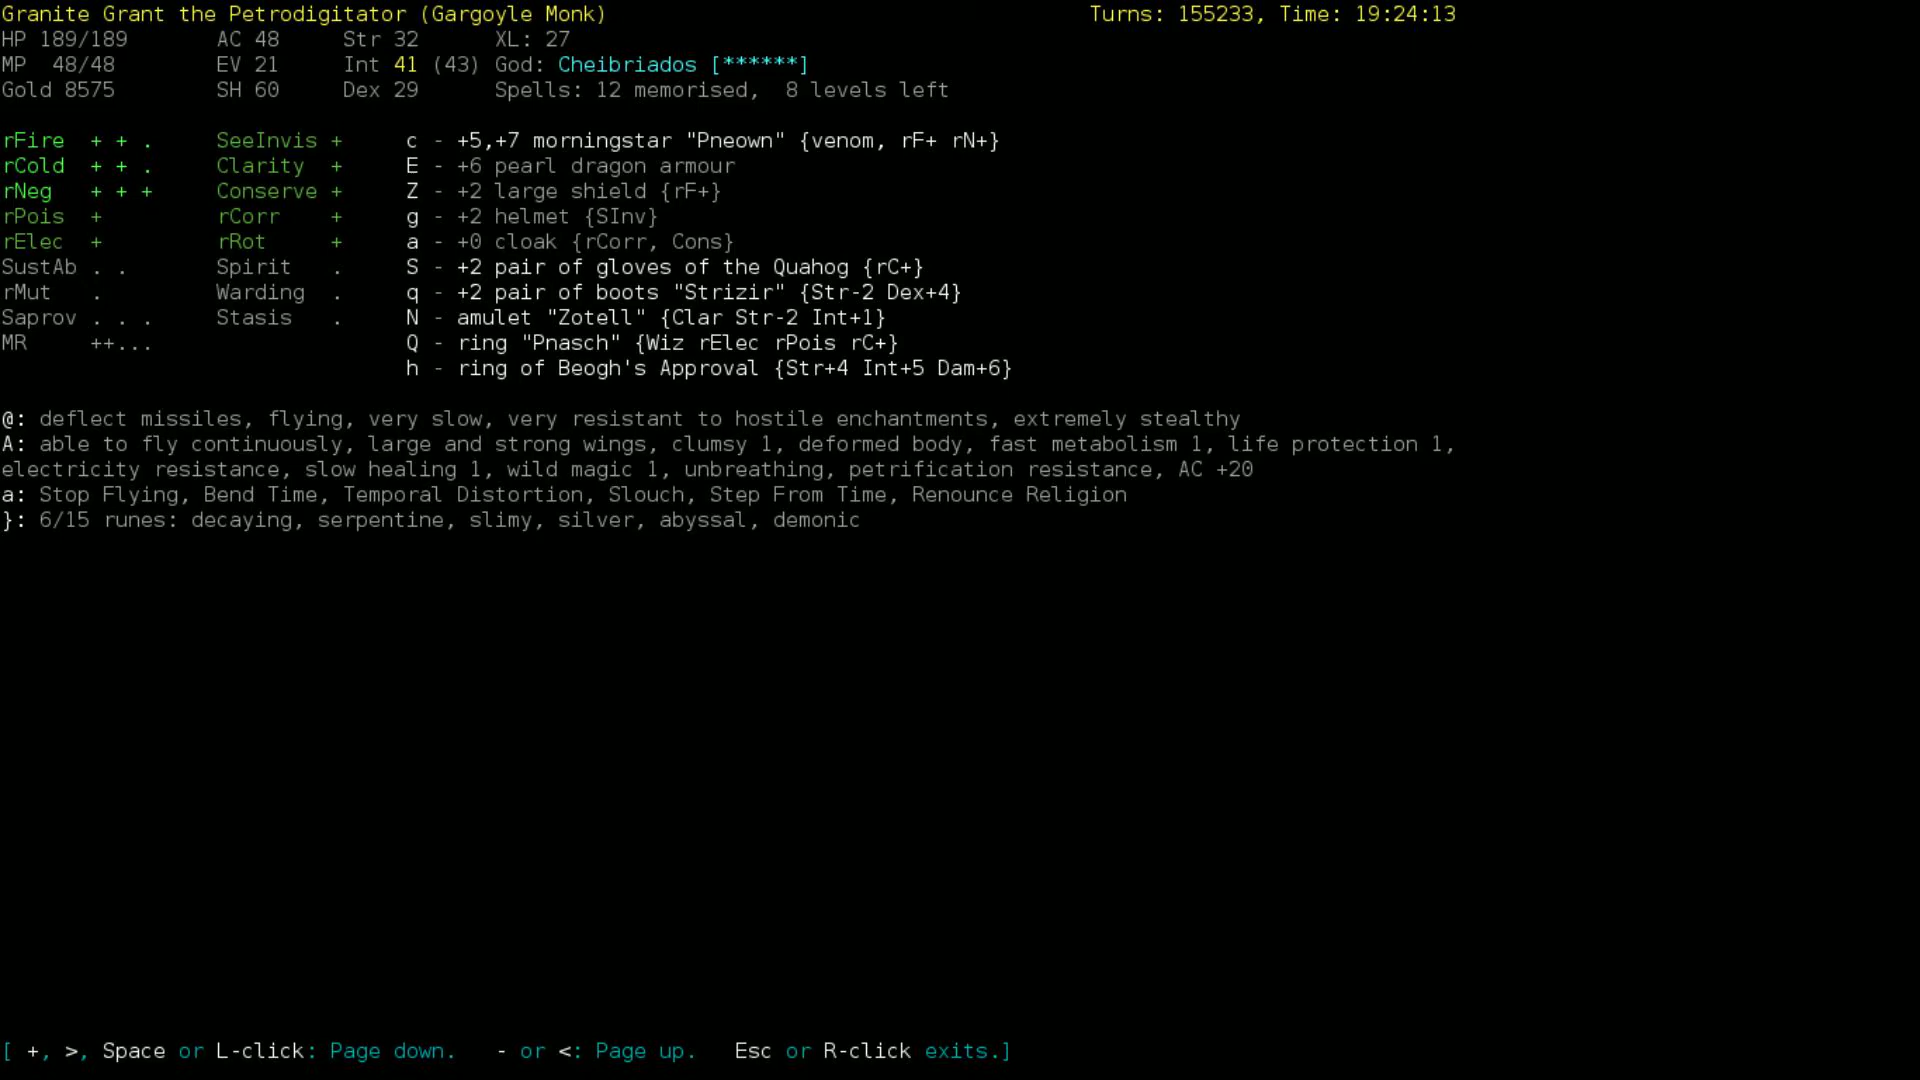 Granite Grant the Petrodigitator (Gargoyle Monk) Turns: 155233, Time: 19:24:13
HP 189/189 AC 48 Str 32 XL: 27
MP 48/48 EV 21 Int 41 (43) God: Cheibriados [******]
Gold 8575 SH 60 Dex 29 Spells: 12 memorised, 8 levels left
rFire + + . SeeInvis + c - +5,+7 morningstar "Pneown" {venom, rF+ rN+}
rCold + + . Clarity + E - +6 pearl dragon armour
rNeg + + + Conserve + Z - +2 large shield {rF+}
rPois + rCorr + g - +2 helmet {SInv}
rElec + rRot + a - +0 cloak {rCorr, Cons}
SustAb . . Spirit . S - +2 pair of gloves of the Quahog {rC+}
rMut . Warding . q - +2 pair of boots "Strizir" {Str-2 Dex+4}
Saprov . . . Stasis . N - amulet "Zotell" {Clar Str-2 Int+1}
MR ++... Q - ring "Pnasch" {Wiz rElec rPois rC+}
h - ring of Beogh's Approval {Str+4 Int+5 Dam+6}
@: deflect missiles, flying, very slow, very resistant to hostile enchantments, extremely stealthy
A: able to fly continuously, large and strong wings, clumsy 1, deformed body, fast metabolism 1, life protection 1,
electricity resistance, slow healing 1, wild magic 1, unbreathing, petrification resistance, AC +20
a: Stop Flying, Bend Time, Temporal Distortion, Slouch, Step From Time, Renounce Religion
}: 6/15 runes: decaying, serpentine, slimy, silver, abyssal, demonic
[ +, >, Space or L-click: Page down. - or <: Page up. Esc or R-click exits.]